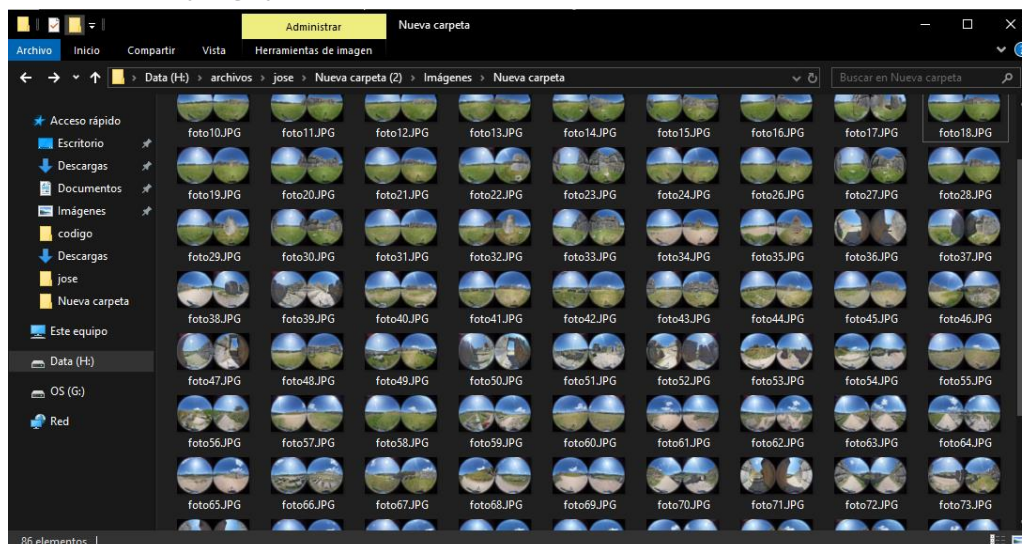 Administrar
Nueva carpeta
Archivo
Inicio
Compartir
Vista
Herramientas de imagen
Data (H:) > archivos > jose > Nueva carpeta (2) > Imágenes > Nueva carpeta
Buscar en Nueva carpeta
Acceso rápido
Escritorio
Descargas
Documentos
Imágenes
codigo
Descargas
jose
Nueva carpeta
Este equipo
Data (H:)
OS (G:)
Red
foto10.JPG foto11.JPG foto12.JPG foto13.JPG foto14.JPG foto15.JPG foto16.JPG foto17.JPG foto18.JPG
foto19.JPG foto20.JPG foto21.JPG foto22.JPG foto23.JPG foto24.JPG foto26.JPG foto27.JPG foto28.JPG
foto29.JPG foto30.JPG foto31.JPG foto32.JPG foto33.JPG foto34.JPG foto35.JPG foto36.JPG foto37.JPG
foto38.JPG foto39.JPG foto40.JPG foto41.JPG foto42.JPG foto43.JPG foto44.JPG foto45.JPG foto46.JPG
foto47.JPG foto48.JPG foto49.JPG foto50.JPG foto51.JPG foto52.JPG foto53.JPG foto54.JPG foto55.JPG
foto56.JPG foto57.JPG foto58.JPG foto59.JPG foto60.JPG foto61.JPG foto62.JPG foto63.JPG foto64.JPG
foto65.JPG foto66.JPG foto67.JPG foto68.JPG foto69.JPG foto70.JPG foto71.JPG foto72.JPG foto73.JPG
86 elementos